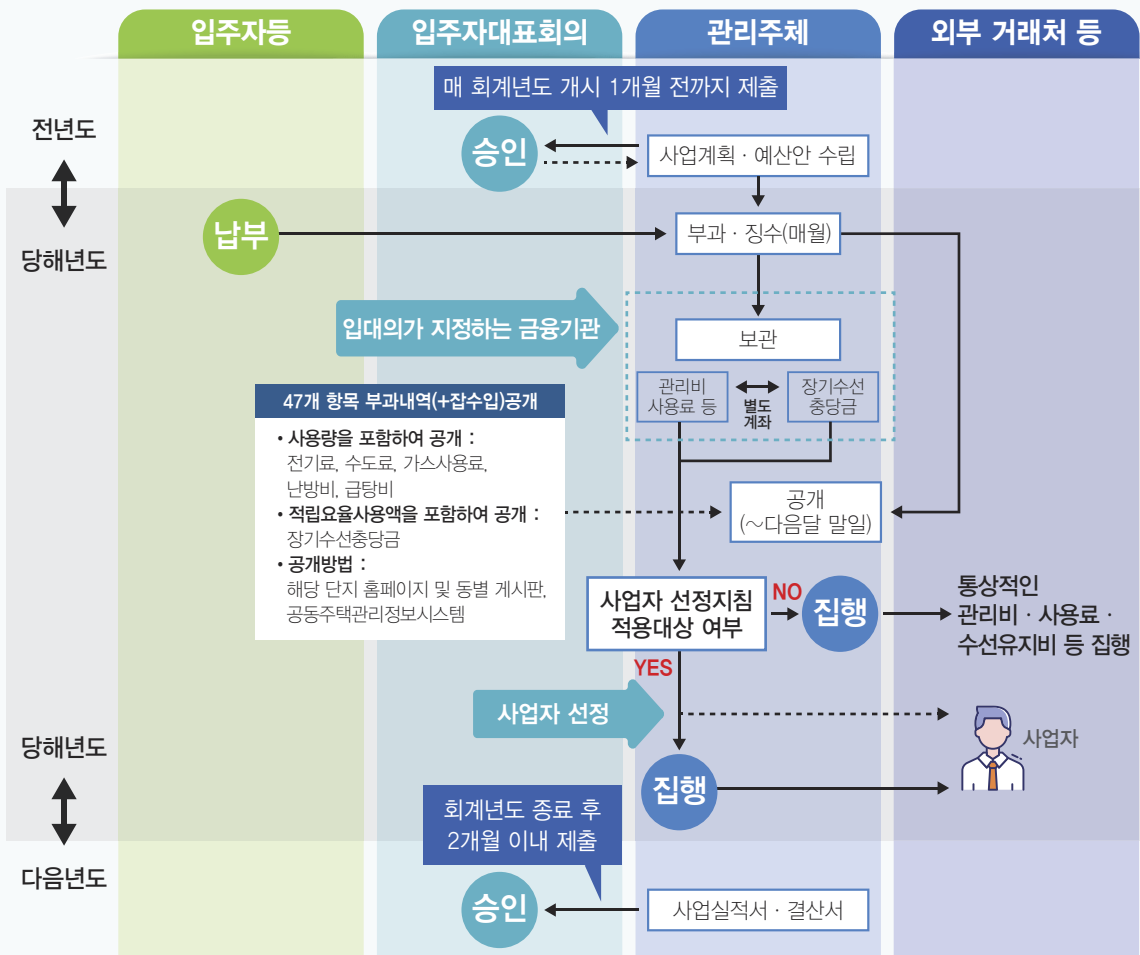 입주자등
입주자대표회의
관리주체
외부 거래처 등
매 회계년도 개시 1개월 전까지 제출
전년도
승인
사업계획 · 예산안 수립
납부
부과 · 징수(매월)
당해년도
입대의가 지정하는 금융기관
보관
관리비
사용료 등
별도
계좌
장기수선
충당금
47개 항목 부과내역(+잡수입)공개
• 사용량을 포함하여 공개 :
전기료, 수도료, 가스사용료,
난방비, 급탕비
• 적립요율사용액을 포함하여 공개 :
장기수선충당금
• 공개방법 :
해당 단지 홈페이지 및 동별 게시판,
공동주택관리정보시스템
공개
(~다음달 말일)
사업자 선정지침
적용대상 여부
NO
집행
통상적인
관리비 · 사용료 ·
수선유지비 등 집행
YES
사업자 선정
사업자
당해년도
집행
회계년도 종료 후
2개월 이내 제출
다음년도
승인
사업실적서 · 결산서